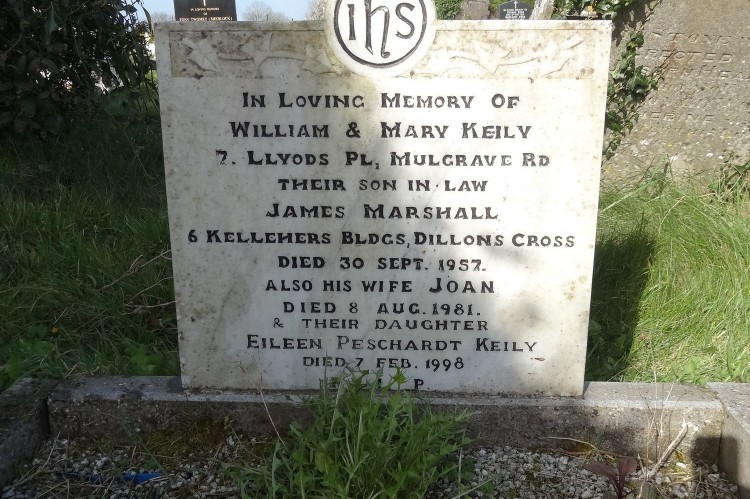 IHS
IN LOVING MEMORY OF
WILLIAM & MARY KEILY
7. LLYODS PL, MULGRAVE RD
THEIR SON IN·LAW
JAMES MARSHALL
6 KELLEHERS BLDGS, DILLONS CROSS
DIED 30 SEPT. 1957.
ALSO HIS WIFE JOAN
DIED 8 AUG. 1981.
& THEIR DAUGHTER
EILEEN PESCHARDT KEILY
DIED 7 FEB. 1998
P